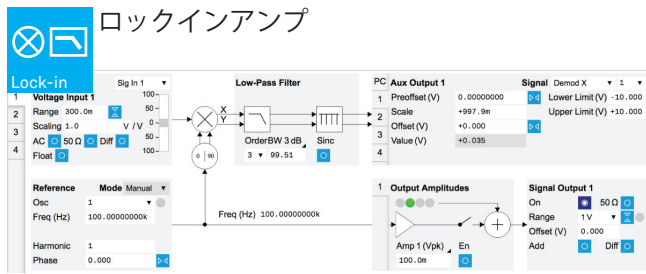 ロックインアンプ
Lock-in
Sig In 1
Low-Pass Filter
PC Aux Output 1 Signal Demod X 1
1 Voltage Input 1 100
2 Range 300.0m 50
3 Scaling 1.0 V / V 0
4 AC 50 Ω Diff 50
Float 100
X
Y
Order BW 3 dB Sinc
3 99.51
0 90
1 Preoffset (V) 0.00000000 Lower Limit (V) -10.000
2 Scale +997.9m Upper Limit (V) +10.000
3 Offset (V) +0.000
Value (V) +0.035
4
Reference Mode Manual
Osc 1
Freq (Hz) 100.00000000k
Harmonic 1
Phase 0.000
Freq (Hz) 100.00000000k
1 Output Amplitudes
Amp 1 (Vpk) En
100.0m
+
Signal Output 1
On 50 Ω
Range 1 V
Offset (V) 0.000
Add Diff